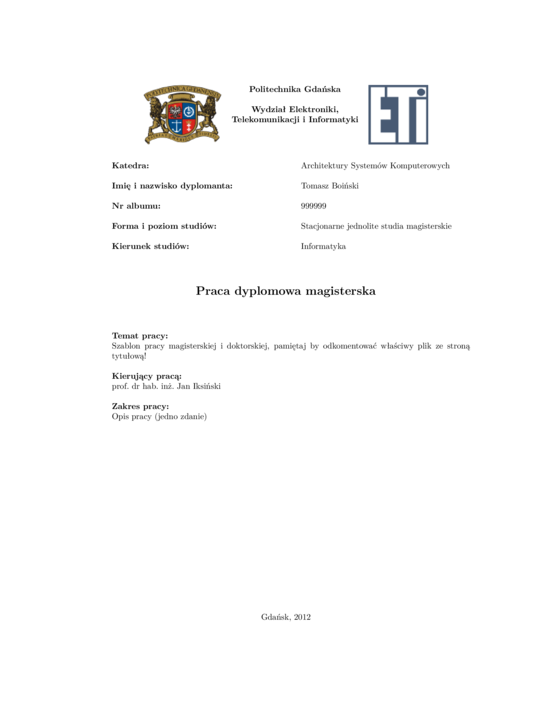 POLITECHNIKA GDAŃSKA
Politechnika Gdańska
Wydział Elektroniki,
Telekomunikacji i Informatyki
ETI
Katedra: Architektury Systemów Komputerowych
Imię i nazwisko dyplomanta: Tomasz Boiński
Nr albumu: 999999
Forma i poziom studiów: Stacjonarne jednolite studia magisterskie
Kierunek studiów: Informatyka
Praca dyplomowa magisterska
Temat pracy:
Szablon pracy magisterskiej i doktorskiej, pamiętaj by odkomentować właściwy plik ze stroną
tytułową!
Kierujący pracą:
prof. dr hab. inż. Jan Iksiński
Zakres pracy:
Opis pracy (jedno zdanie)
Gdańsk, 2012